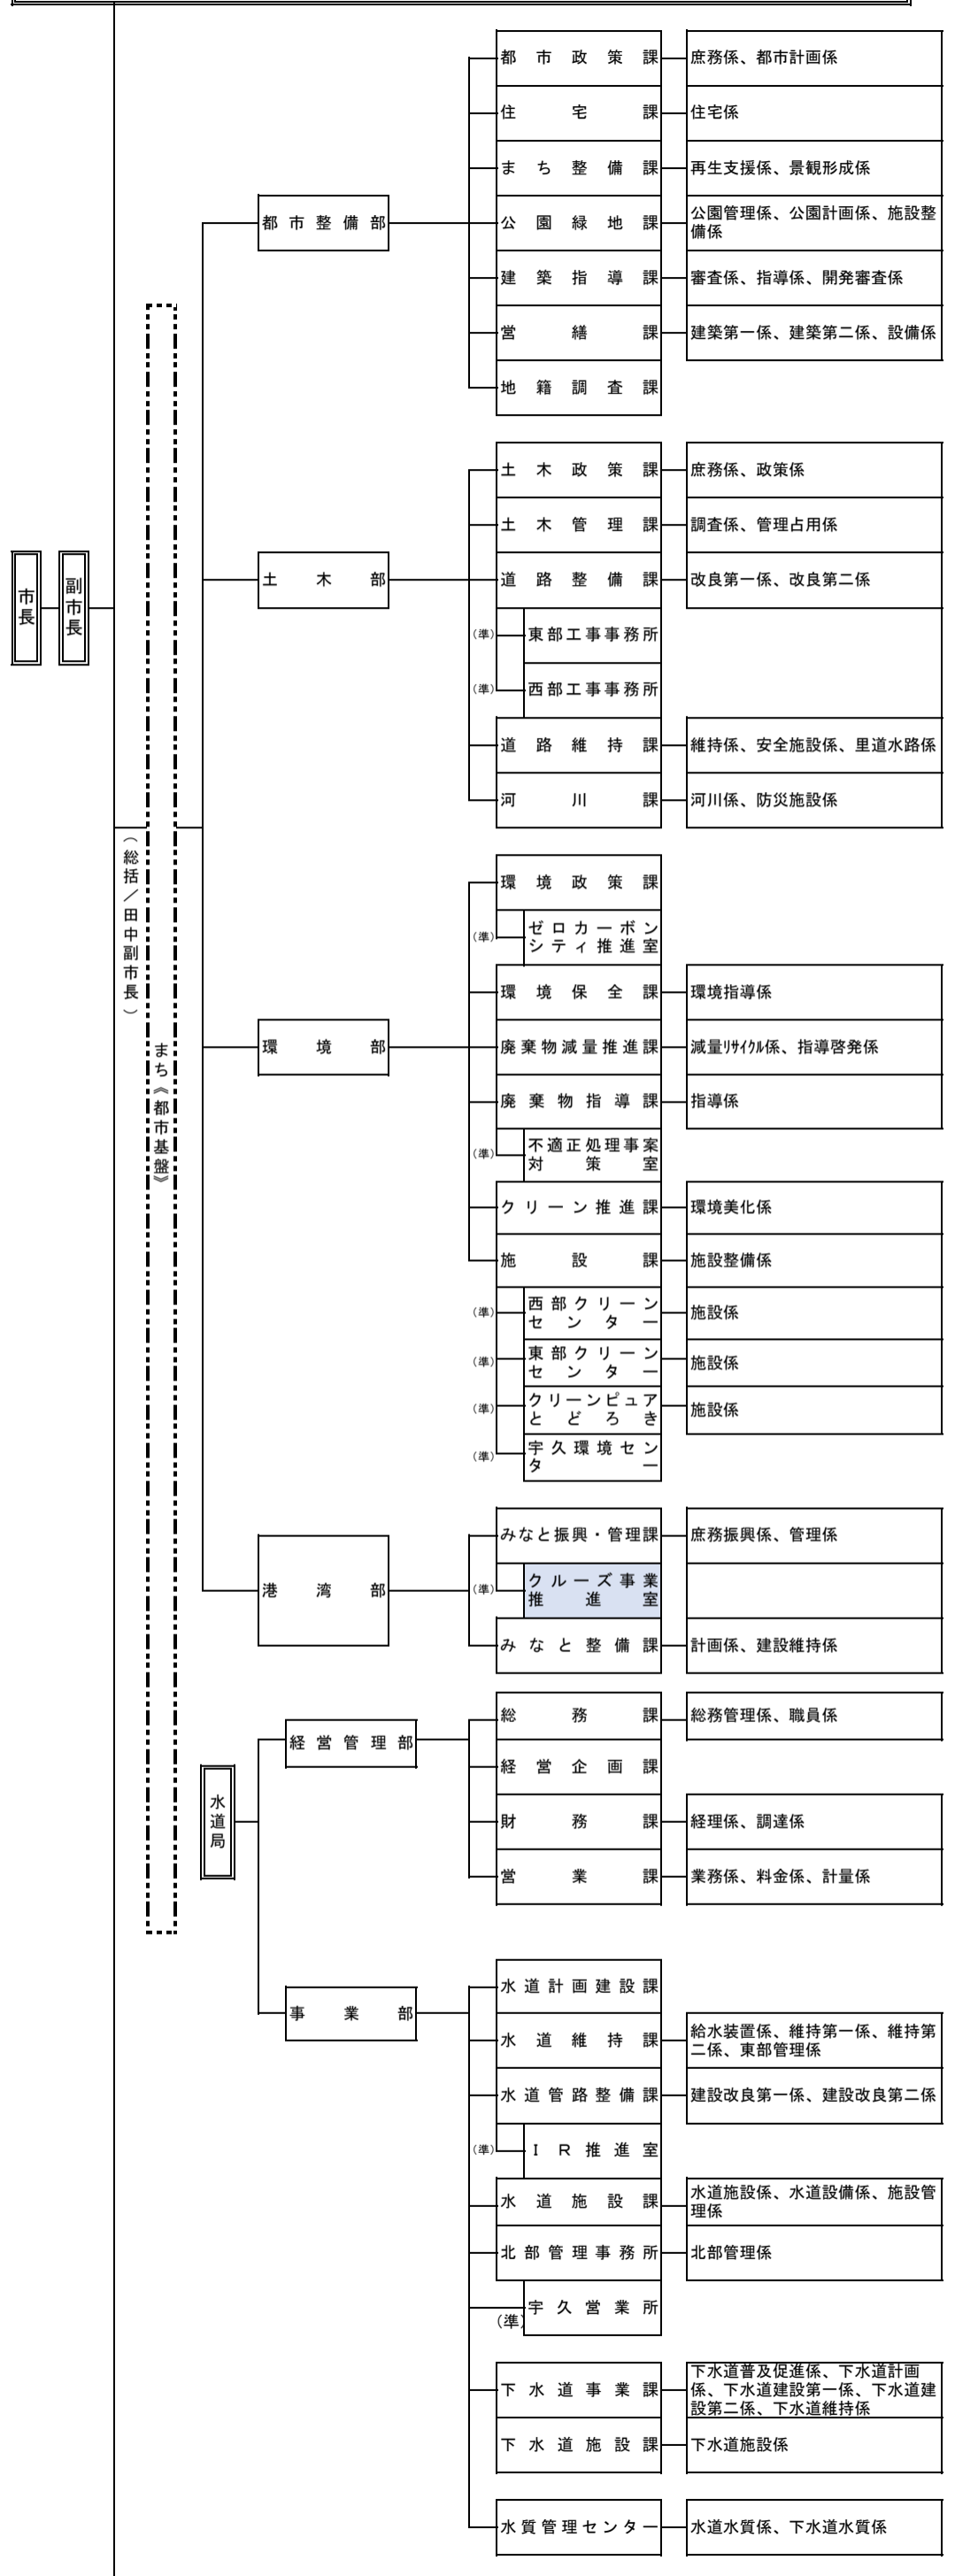 市長
副市長
（総括／田中副市長）
まち《都市基盤》
都市整備部
都市政策課
庶務係、都市計画係
住宅課
住宅係
まち整備課
再生支援係、景観形成係
公園緑地課
公園管理係、公園計画係、施設整
備係
建築指導課
審査係、指導係、開発審査係
営繕課
建築第一係、建築第二係、設備係
地籍調査課
土木部
土木政策課
庶務係、政策係
土木管理課
調査係、管理占用係
道路整備課
改良第一係、改良第二係
（準）
東部工事事務所
（準）
西部工事事務所
道路維持課
維持係、安全施設係、里道水路係
河川課
河川係、防災施設係
環境部
環境政策課
（準）
ゼロカーボン
シティ推進室
環境保全課
環境指導係
廃棄物減量推進課
減量ﾘｻｲｸﾙ係、指導啓発係
廃棄物指導課
指導係
（準）
不適正処理事案
対策室
クリーン推進課
環境美化係
施設課
施設整備係
（準）
西部クリーン
センター
施設係
（準）
東部クリーン
センター
施設係
（準）
クリーンピュア
とどろき
施設係
（準）
宇久環境セン
ター
港湾部
みなと振興・管理課
庶務振興係、管理係
（準）
クルーズ事業
推進室
みなと整備課
計画係、建設維持係
水道局
経営管理部
総務課
総務管理係、職員係
経営企画課
財務課
経理係、調達係
営業課
業務係、料金係、計量係
事業部
水道計画建設課
水道維持課
給水装置係、維持第一係、維持第
二係、東部管理係
水道管路整備課
建設改良第一係、建設改良第二係
（準）
ＩＲ推進室
水道施設課
水道施設係、水道設備係、施設管
理係
北部管理事務所
北部管理係
（準）
宇久営業所
下水道事業課
下水道普及促進係、下水道計画
係、下水道建設第一係、下水道建
設第二係、下水道維持係
下水道施設課
下水道施設係
水質管理センター
水道水質係、下水道水質係